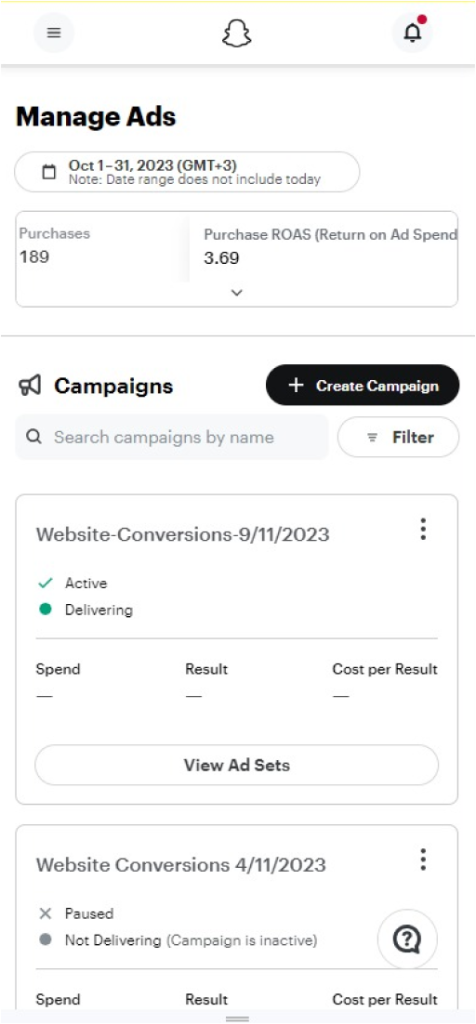 Manage Ads
Oct 1–31, 2023 (GMT+3)
Note: Date range does not include today
Purchases
189
Purchase ROAS (Return on Ad Spend
3.69
Campaigns
+ Create Campaign
Search campaigns by name
Filter
Website-Conversions-9/11/2023
Active
Delivering
Spend Result Cost per Result
— — —
View Ad Sets
Website Conversions 4/11/2023
Paused
Not Delivering (Campaign is inactive)
Spend Result Cost per Result